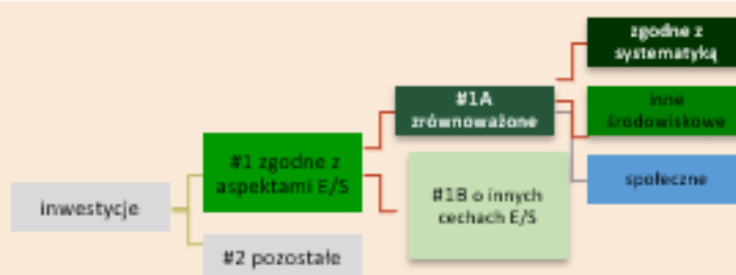 zgodne z
systematyką
#1A
zrównoważone
inne
środowiskowe
#1 zgodne z
aspektami E/S
społeczne
#1B o innych
cechach E/S
inwestycje
#2 pozostałe